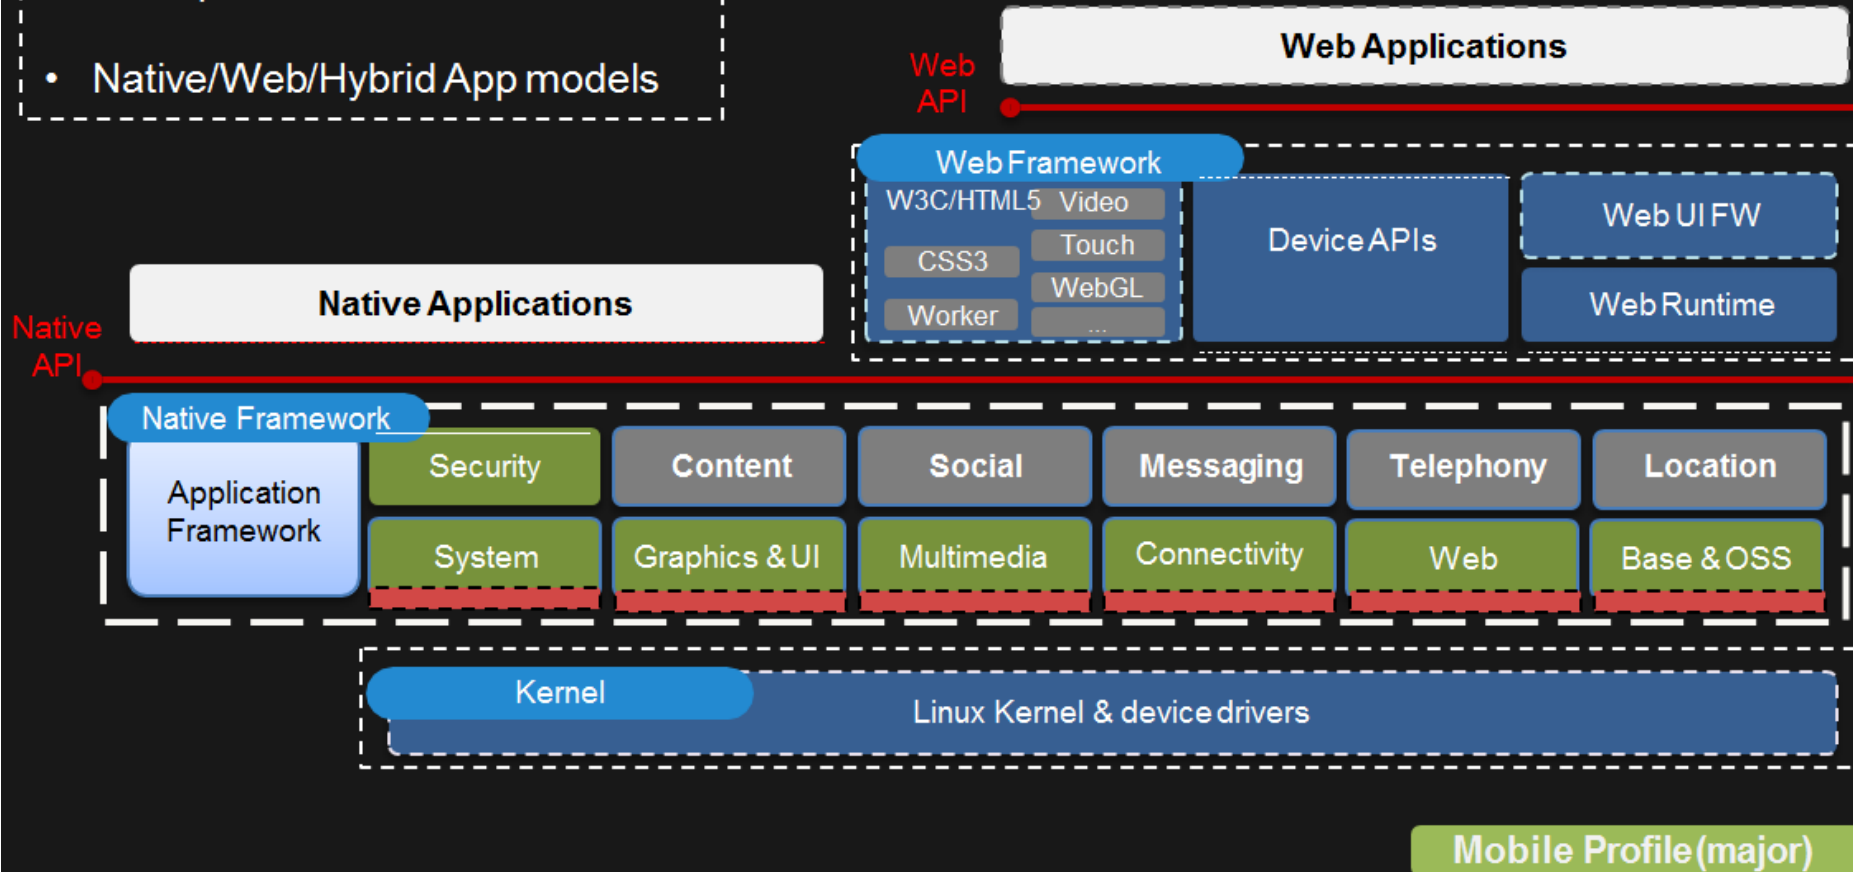 • Native/Web/Hybrid App models
Web Applications
Web
API
Web Framework
W3C/HTML5
Video
Touch
CSS3
WebGL
Worker
...
Device APIs
Web UI FW
Web Runtime
Native Applications
Native
API
Native Framework
Application
Framework
Security
Content
Social
Messaging
Telephony
Location
System
Graphics & UI
Multimedia
Connectivity
Web
Base & OSS
Kernel
Linux Kernel & device drivers
Mobile Profile (major)